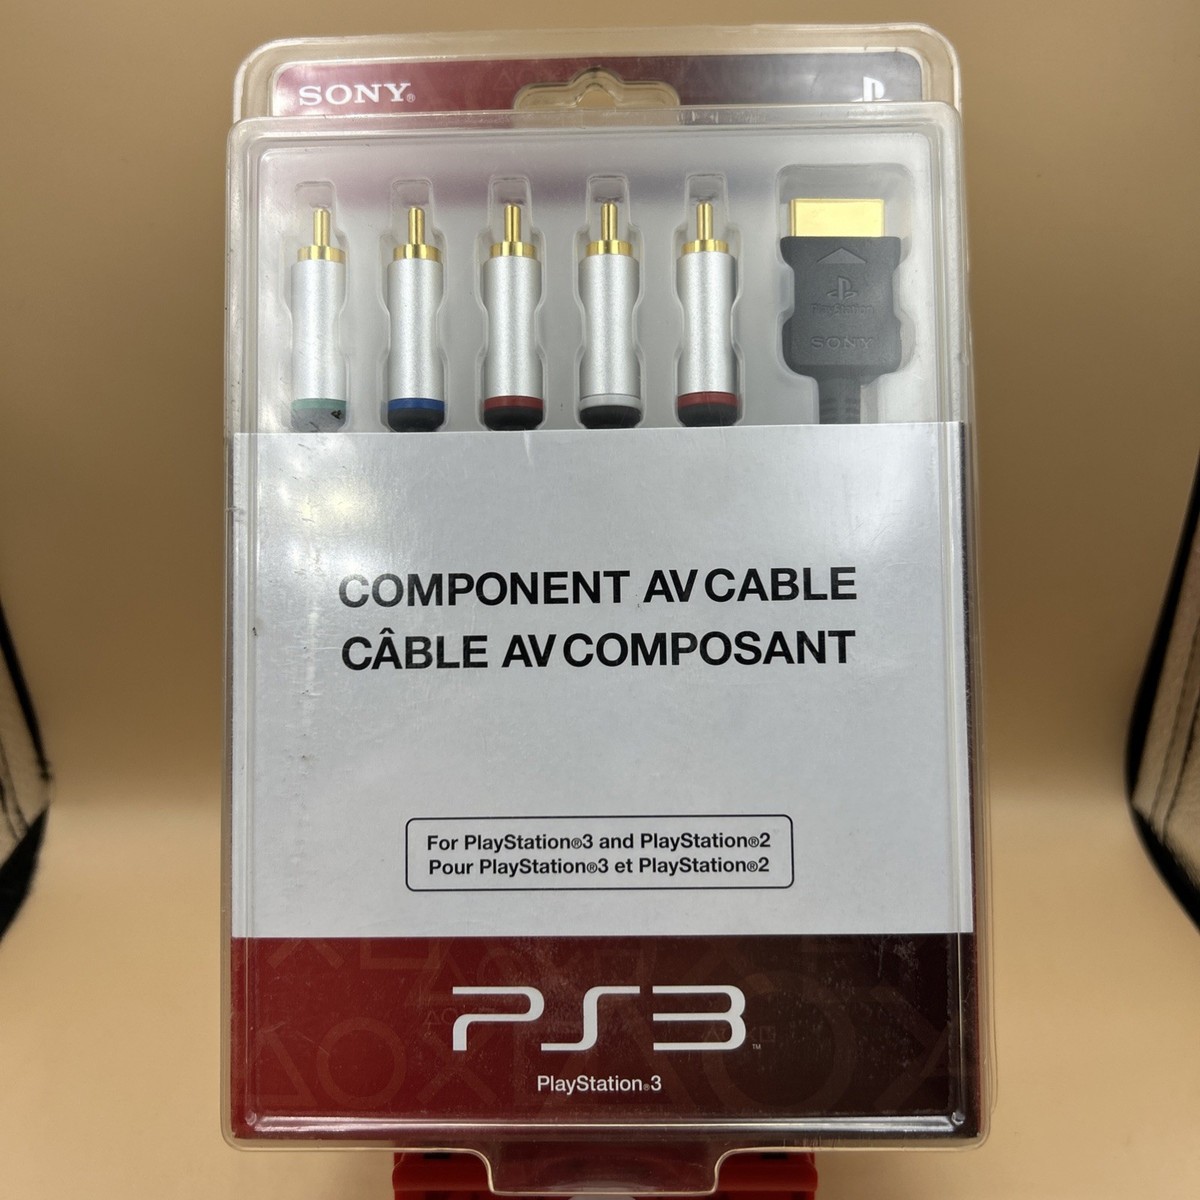 SONY®
PlayStation
SONY
COMPONENT AV CABLE
CÂBLE AV COMPOSANT
For PlayStation®3 and PlayStation®2
Pour PlayStation®3 et PlayStation®2
PS3™
PlayStation®3